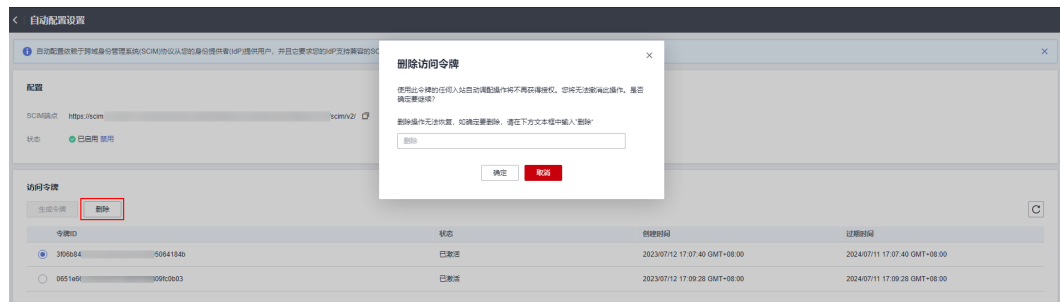 自动配置设置
自动配置依赖于跨域身份管理系统(SCIM)协议从您的身份提供者(IdP)提供用户，并且它要求您的IdP支持兼容的SC
配置
SCIM端点 https://scim /scim/v2/
状态 已启用 禁用
删除访问令牌
使用此令牌的任何入站自动调配操作将不再获得授权。您将无法撤消此操作。是否
确定要继续？
删除操作无法恢复，如确定要删除，请在下方文本框中输入"删除"
删除
确定 取消
访问令牌
生成令牌 删除
令牌ID 状态 创建时间 过期时间
3f06b84 5064184b 已激活 2023/07/12 17:07:40 GMT+08:00 2024/07/11 17:07:40 GMT+08:00
0651e6 09fc0b03 已激活 2023/07/12 17:09:28 GMT+08:00 2024/07/11 17:09:28 GMT+08:00